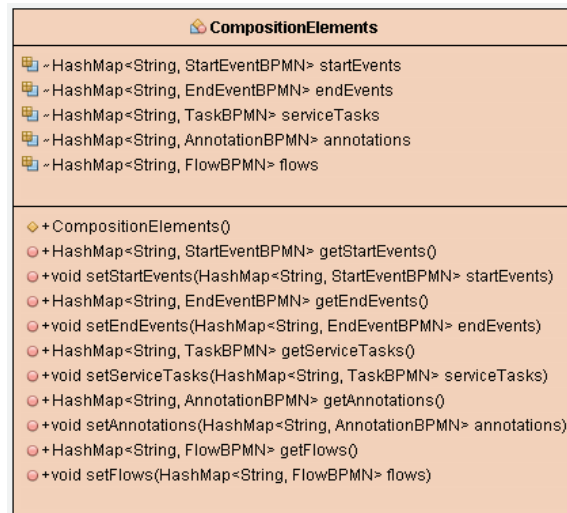 CompositionElements
~HashMap<String, StartEventBPMN> startEvents
~HashMap<String, EndEventBPMN> endEvents
~HashMap<String, TaskBPMN> serviceTasks
~HashMap<String, AnnotationBPMN> annotations
~HashMap<String, FlowBPMN> flows
+CompositionElements()
+HashMap<String, StartEventBPMN> getStartEvents()
+void setStartEvents(HashMap<String, StartEventBPMN> startEvents)
+HashMap<String, EndEventBPMN> getEndEvents()
+void setEndEvents(HashMap<String, EndEventBPMN> endEvents)
+HashMap<String, TaskBPMN> getServiceTasks()
+void setServiceTasks(HashMap<String, TaskBPMN> serviceTasks)
+HashMap<String, AnnotationBPMN> getAnnotations()
+void setAnnotations(HashMap<String, AnnotationBPMN> annotations)
+HashMap<String, FlowBPMN> getFlows()
+void setFlows(HashMap<String, FlowBPMN> flows)